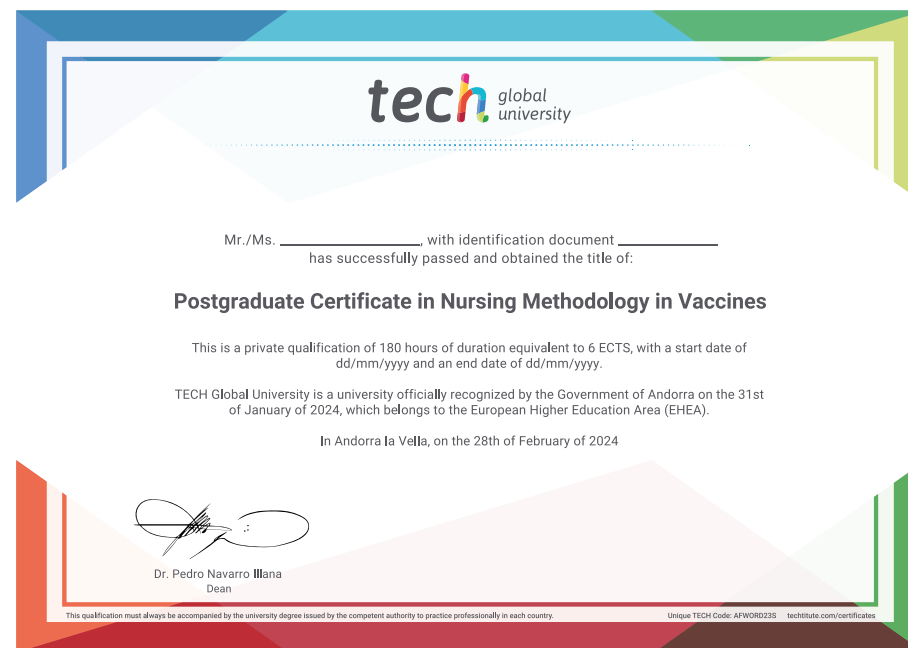 tech global university
Mr./Ms. ____________________, with identification document ______________
has successfully passed and obtained the title of:
Postgraduate Certificate in Nursing Methodology in Vaccines
This is a private qualification of 180 hours of duration equivalent to 6 ECTS, with a start date of
dd/mm/yyyy and an end date of dd/mm/yyyy.
TECH Global University is a university officially recognized by the Government of Andorra on the 31st
of January of 2024, which belongs to the European Higher Education Area (EHEA).
In Andorra la Vella, on the 28th of February of 2024
Dr. Pedro Navarro Illana
Dean
This qualification must always be accompanied by the university degree issued by the competent authority to practice professionally in each country.
Unique TECH Code: AFWORD23S techtitute.com/certificates